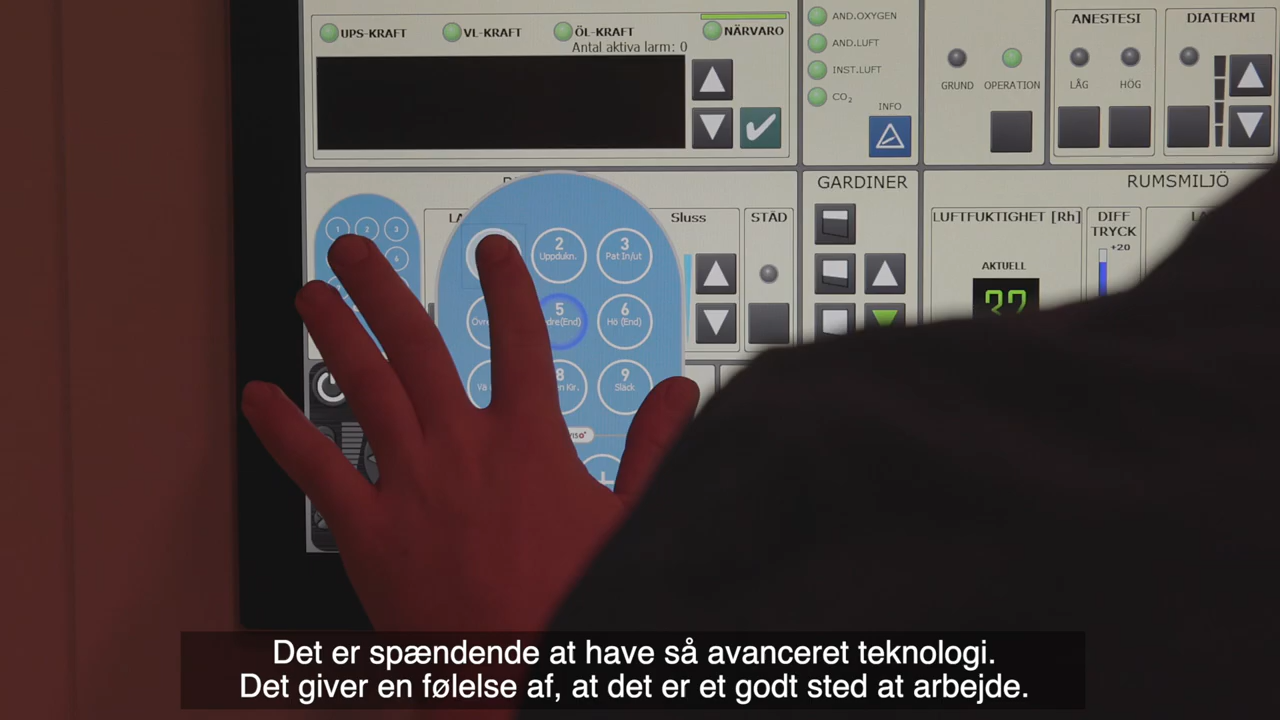 UPS-KRAFT
VL-KRAFT
ÖL-KRAFT
NÄRVARO
Antal aktiva larm: 0
AND.OXYGEN
AND.LUFT
INST.LUFT
CO₂
INFO
GRUND
OPERATION
ANESTESI
LÅG
HÖG
DIATERMI
1
2
3
6
2
Uppdukn.
3
Pat In/ut
5
6
Hö (End)
9
Släck
Sluss
STÄD
GARDINER
RUMSMILJÖ
LUFTFUKTIGHET [Rh]
AKTUELL
DIFF
TRYCK
+20
Det er spændende at have så avanceret teknologi.
Det giver en følelse af, at det er et godt sted at arbejde.